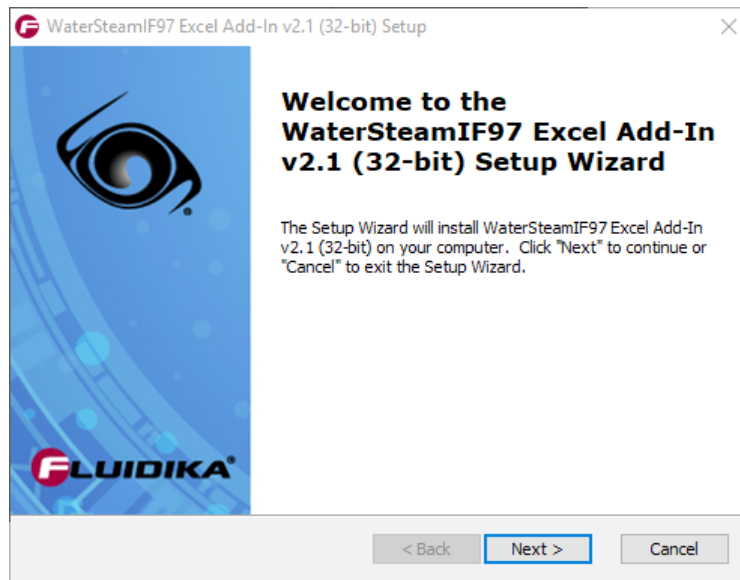 WaterSteamIF97 Excel Add-In v2.1 (32-bit) Setup
Welcome to the
WaterSteamIF97 Excel Add-In
v2.1 (32-bit) Setup Wizard
The Setup Wizard will install WaterSteamIF97 Excel Add-In
v2.1 (32-bit) on your computer.  Click "Next" to continue or
"Cancel" to exit the Setup Wizard.
FLUIDIKA®
< Back
Next >
Cancel